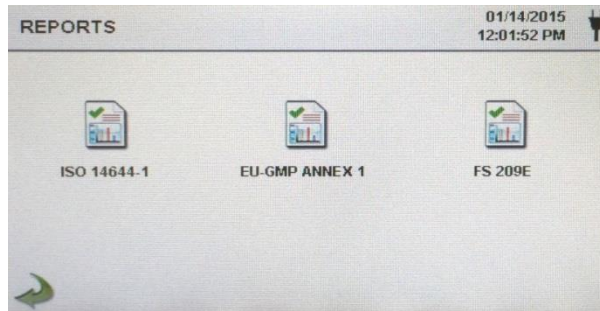 REPORTS
01/14/2015
12:01:52 PM
ISO 14644-1
EU-GMP ANNEX 1
FS 209E